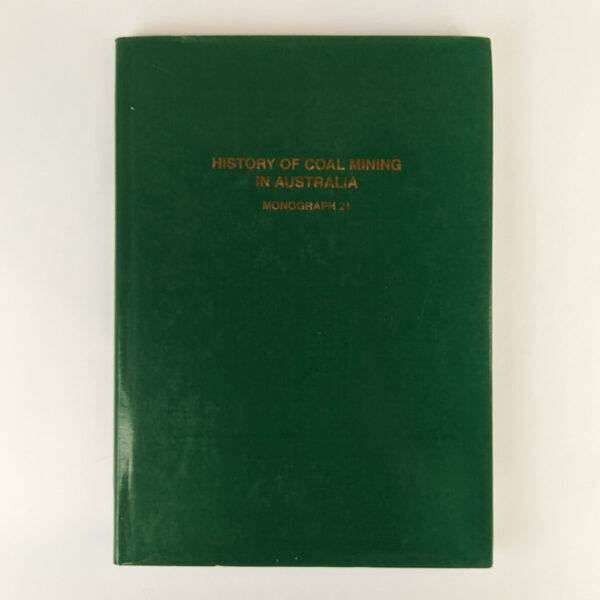 HISTORY OF COAL MINING
IN AUSTRALIA
MONOGRAPH 21